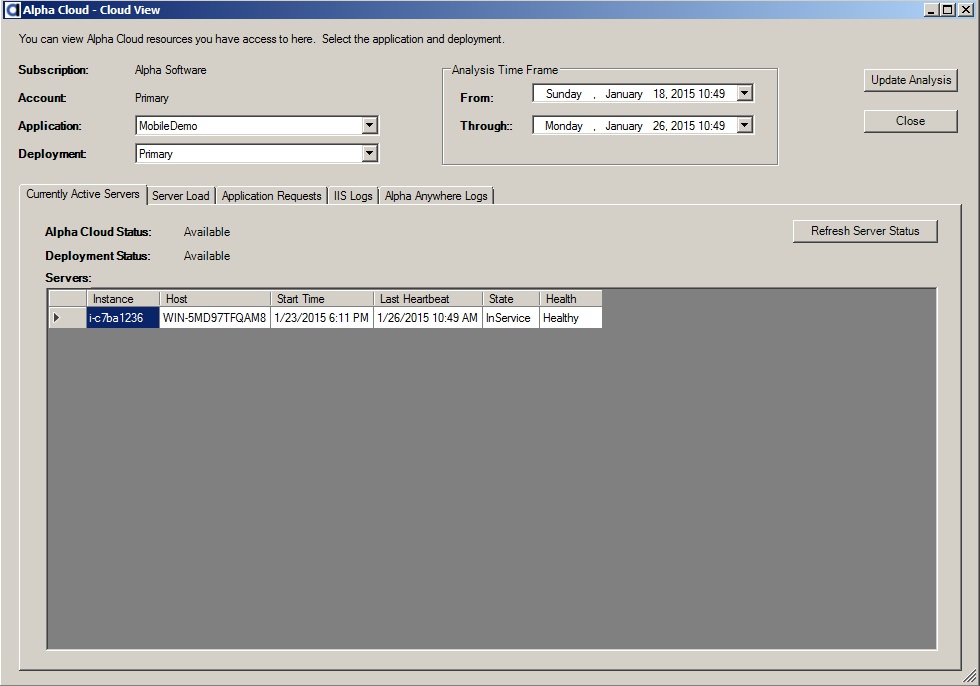 Alpha Cloud - Cloud View
You can view Alpha Cloud resources you have access to here. Select the application and deployment.
Subscription: Alpha Software
Account: Primary
Application: MobileDemo
Deployment: Primary
Analysis Time Frame
From: Sunday , January 18, 2015 10:49
Through:: Monday , January 26, 2015 10:49
Update Analysis
Close
Currently Active Servers Server Load Application Requests IIS Logs Alpha Anywhere Logs
Alpha Cloud Status: Available
Deployment Status: Available
Refresh Server Status
Servers:
Instance Host Start Time Last Heartbeat State Health
i-c7ba1236 WIN-5MD97TFQAM8 1/23/2015 6:11 PM 1/26/2015 10:49 AM InService Healthy